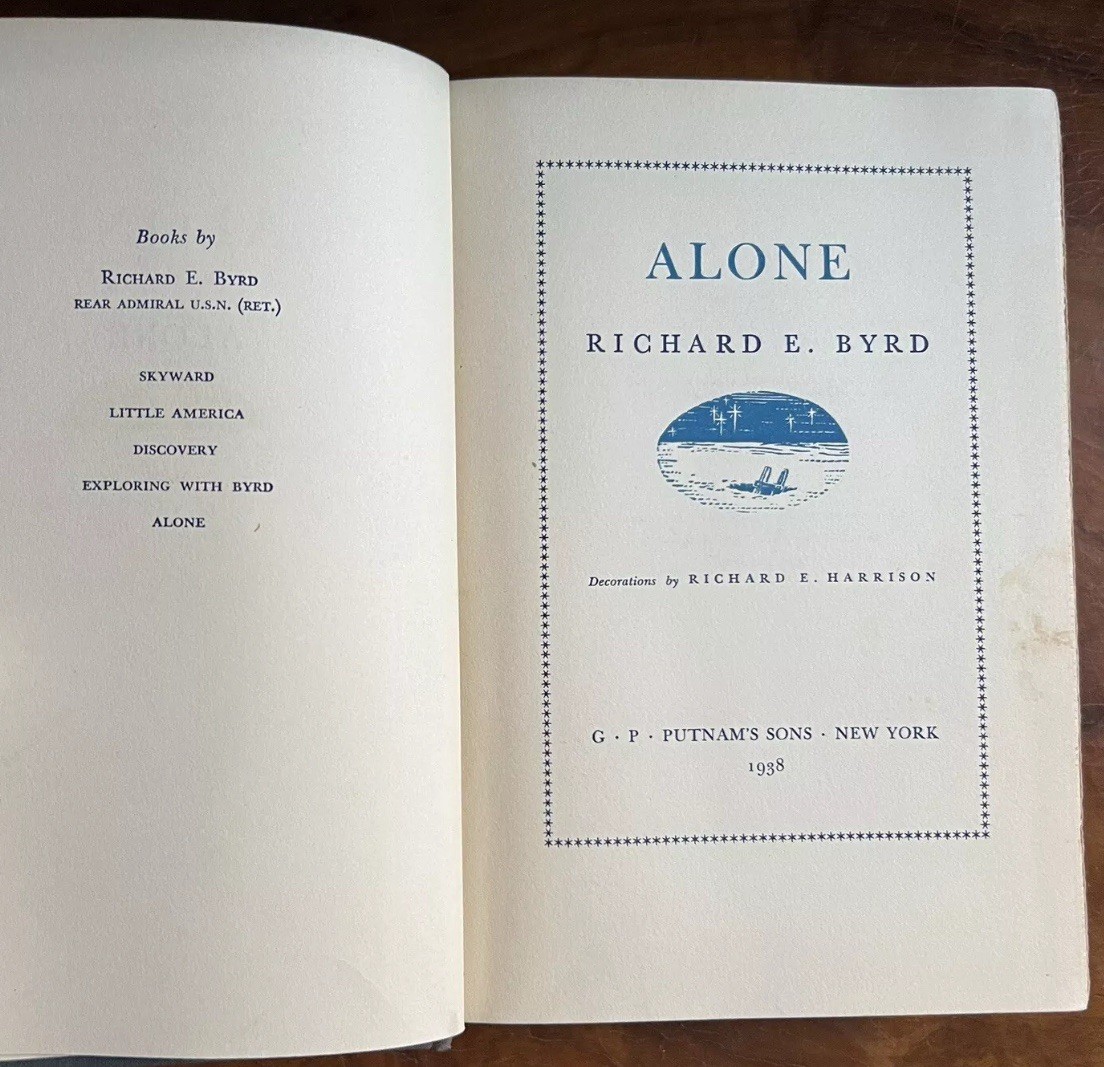 Books by
RICHARD E. BYRD
REAR ADMIRAL U.S.N. (RET.)
SKYWARD
LITTLE AMERICA
DISCOVERY
EXPLORING WITH BYRD
ALONE
ALONE
RICHARD E. BYRD
Decorations by RICHARD E. HARRISON
G · P · PUTNAM'S SONS · NEW YORK
1938